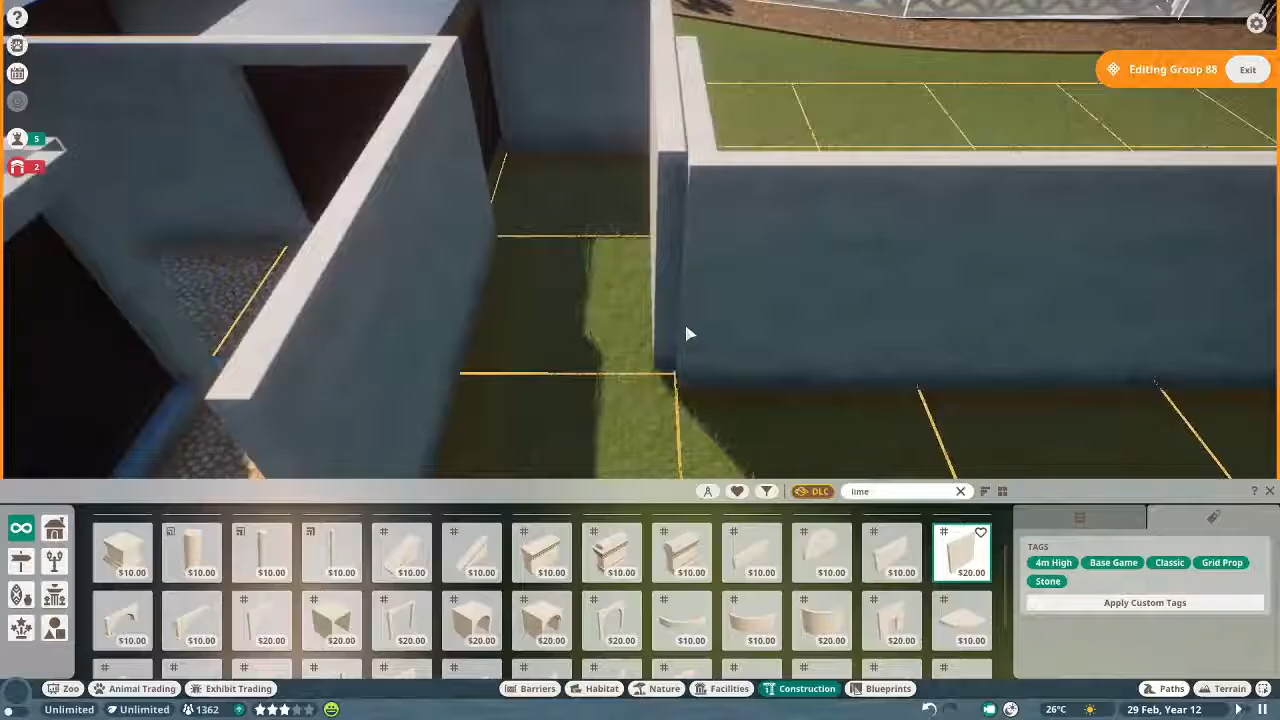 ?
Editing Group 88 Exit
5
2
DLC lime ?
$10.00 $10.00 $10.00 $10.00 $10.00 $10.00 $10.00 $10.00 $10.00 $10.00 $10.00 $10.00 $20.00
TAGS
4m High Base Game Classic Grid Prop
Stone
Apply Custom Tags
$10.00 $10.00 $20.00 $20.00 $20.00 $20.00 $20.00 $20.00 $10.00 $20.00 $20.00 $20.00 $10.00
Zoo Animal Trading Exhibit Trading Barriers Habitat Nature Facilities Construction Blueprints Paths Terrain
Unlimited Unlimited 1362 26°C 29 Feb, Year 12